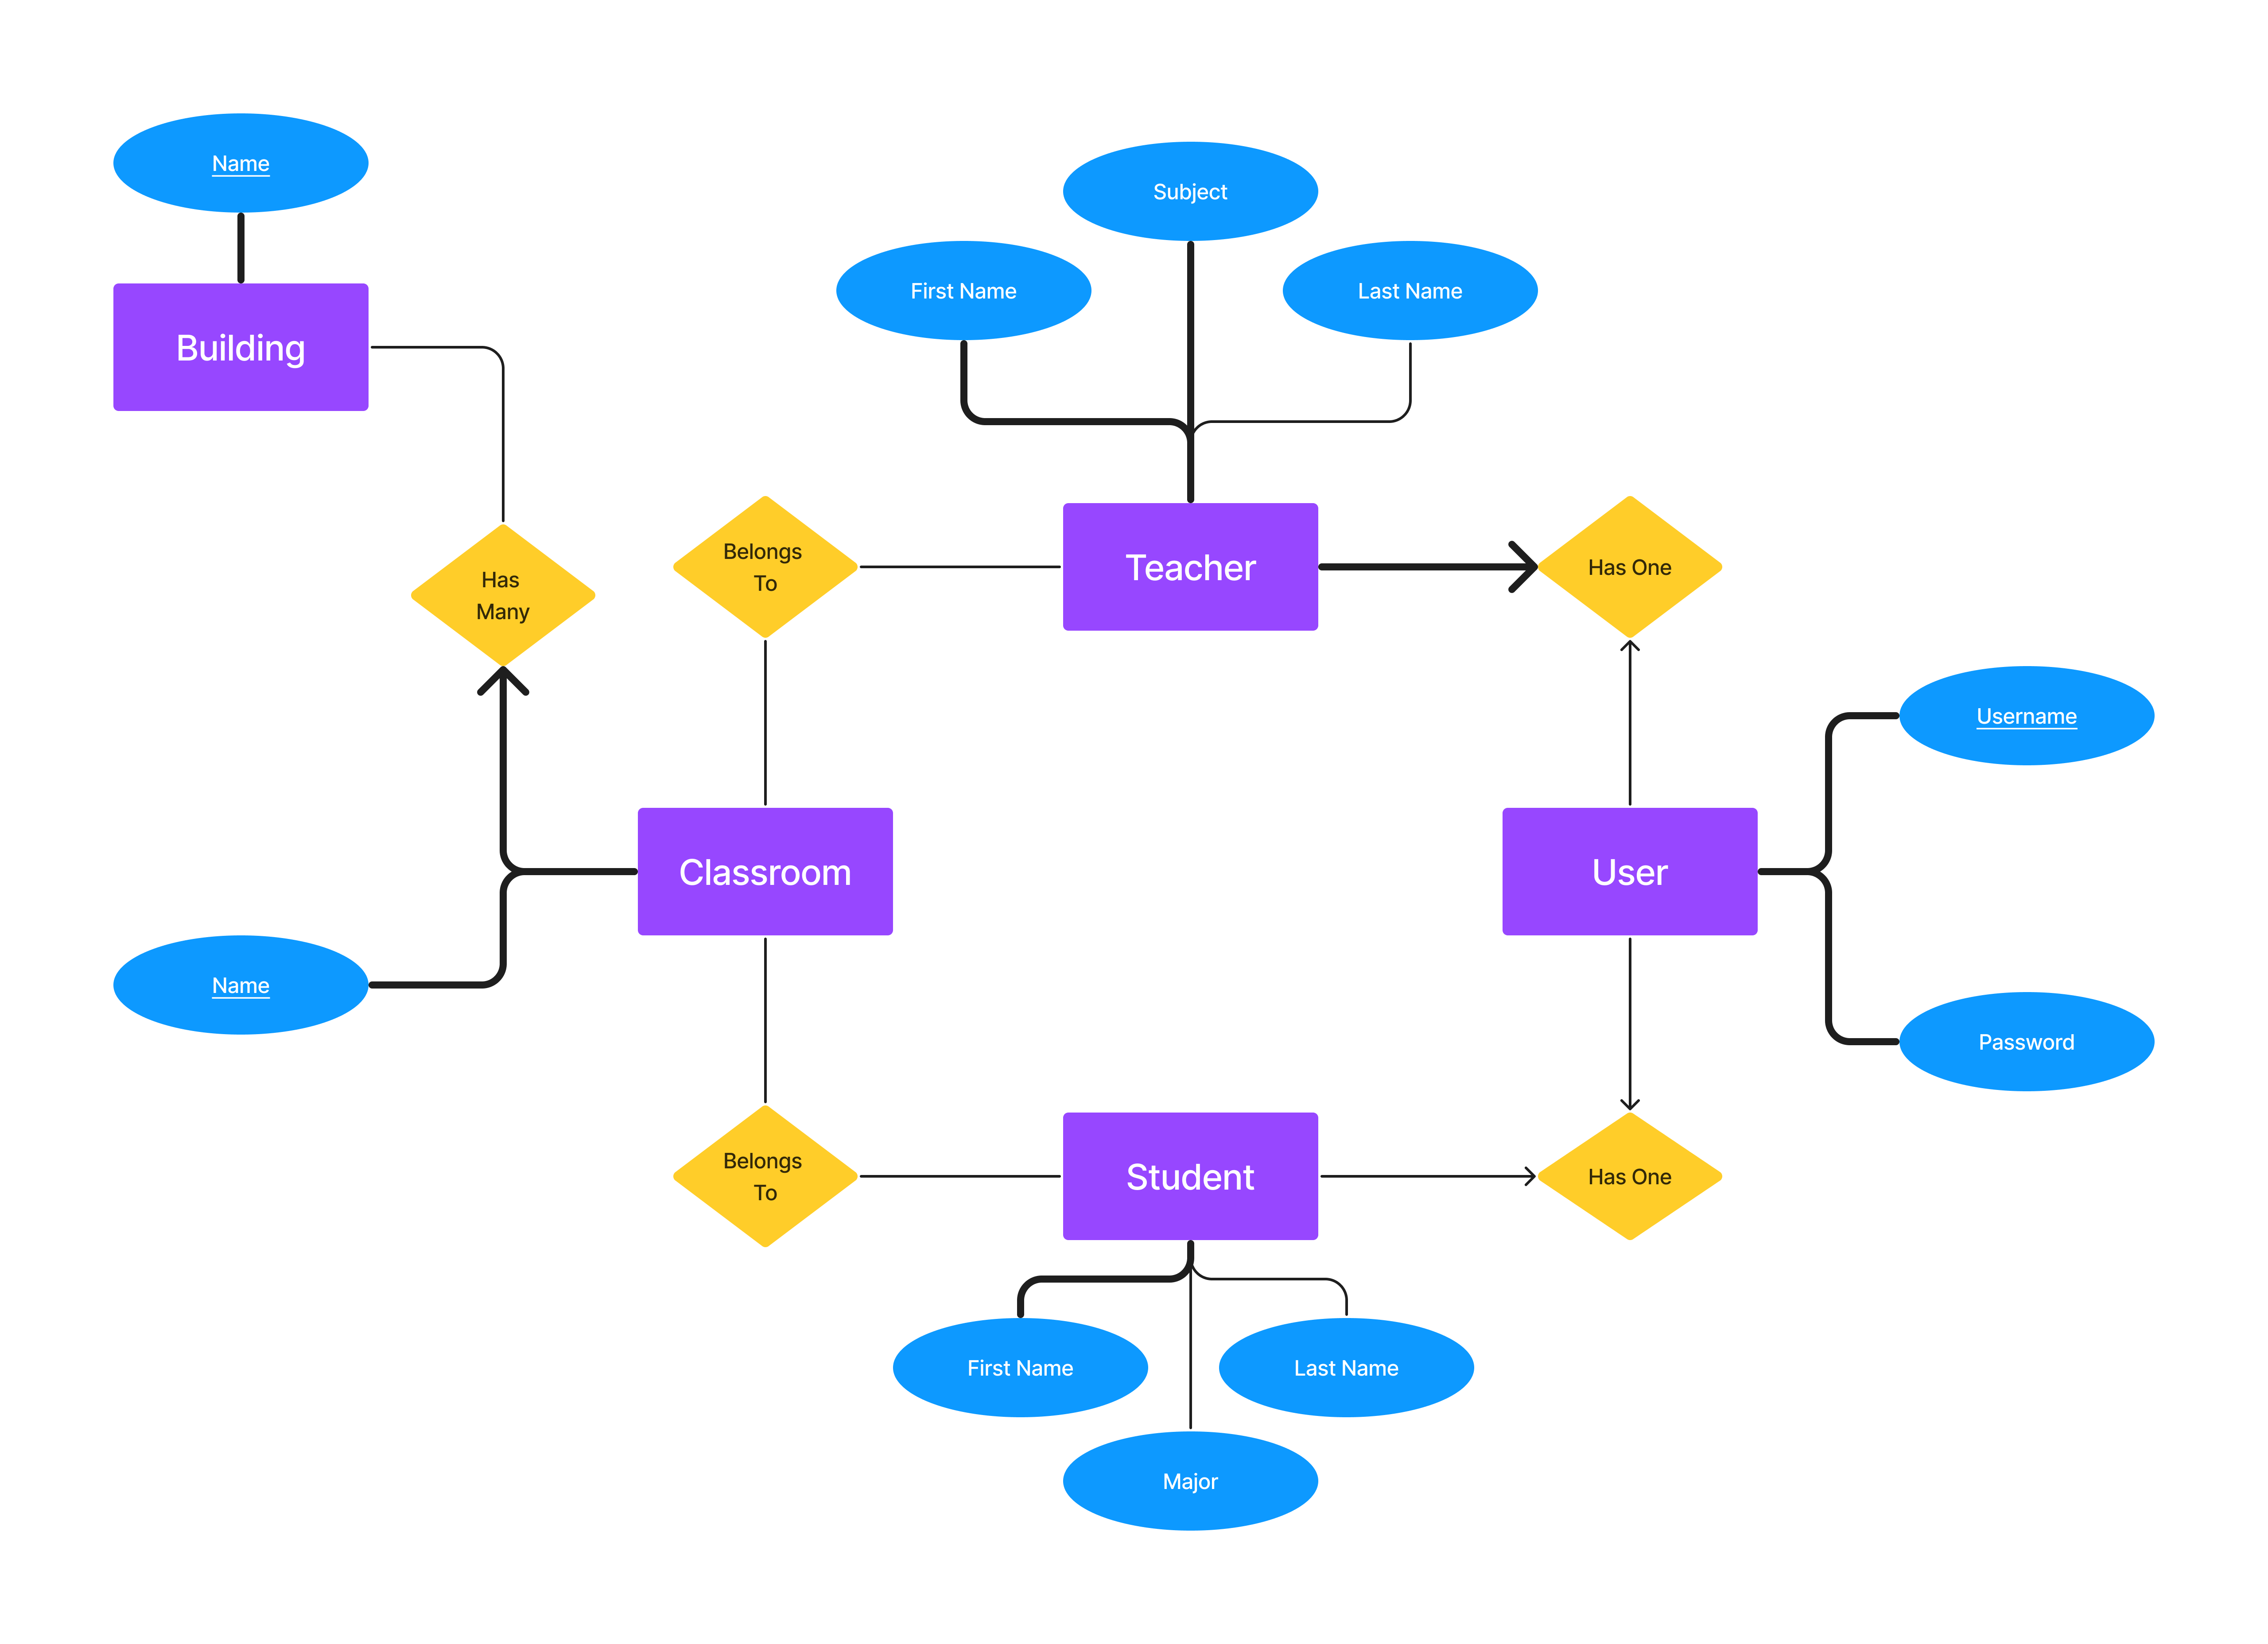 Name
Subject
First Name
Last Name
Building
Belongs
To
Teacher
Has One
Has
Many
Username
Classroom
User
Name
Password
Belongs
To
Student
Has One
First Name
Last Name
Major